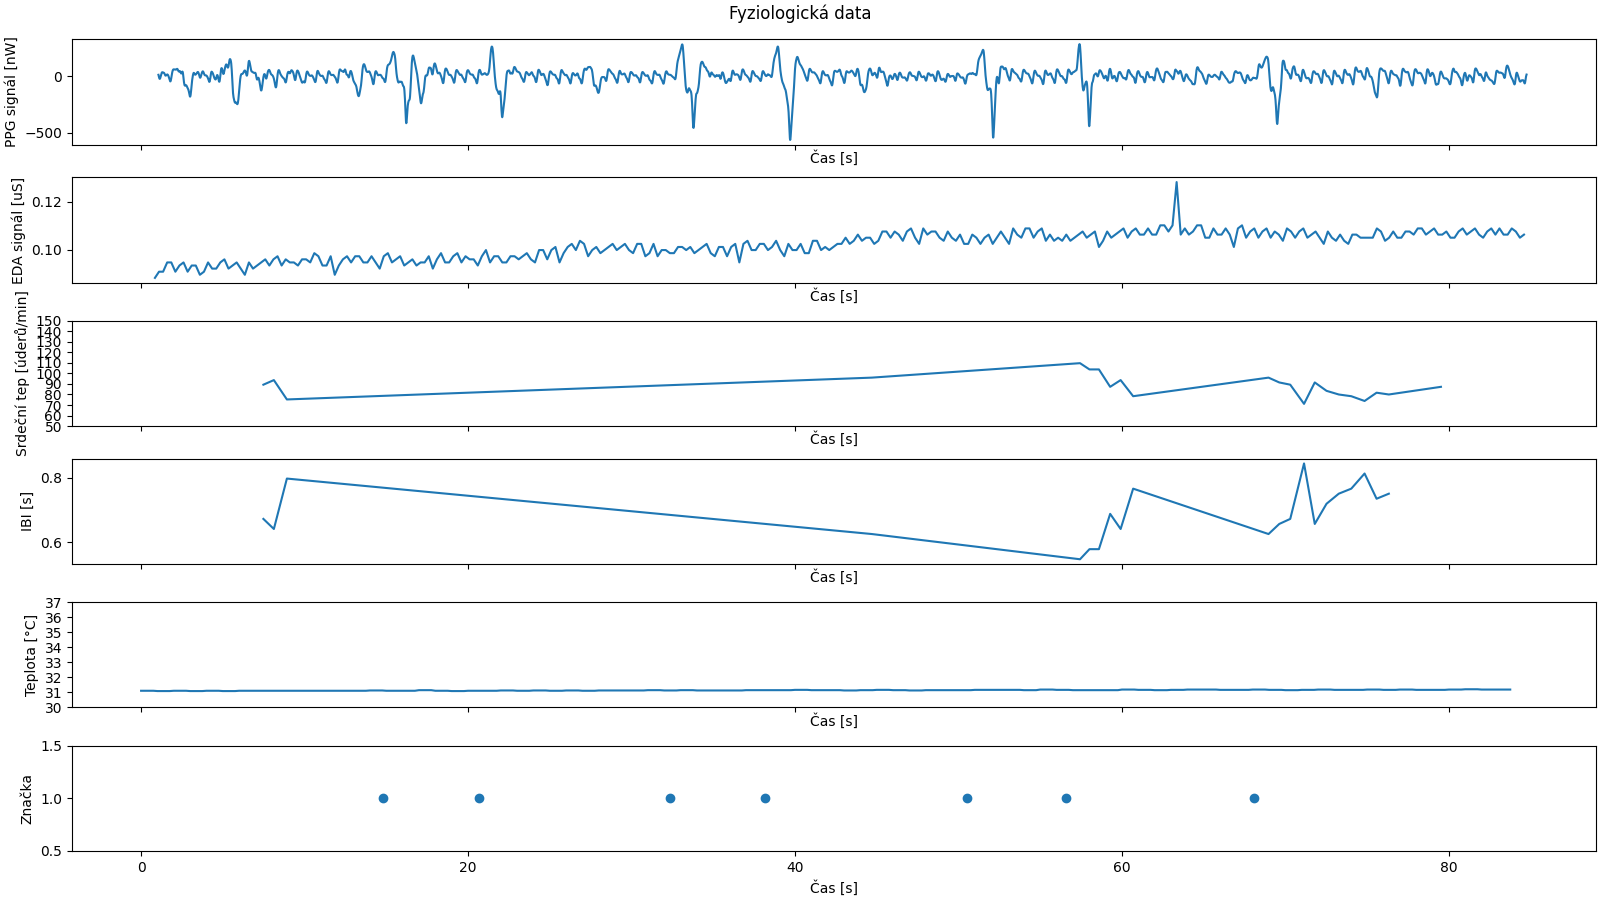 Fyziologická data
PPG signál [nW]
0
−500
Čas [s]
EDA signál [uS]
0.12
0.10
Čas [s]
Srdeční tep [úderů/min]
150
140
130
120
110
100
90
80
70
60
50
Čas [s]
IBI [s]
0.8
0.6
Čas [s]
Teplota [°C]
37
36
35
34
33
32
31
30
Čas [s]
Značka
1.5
1.0
0.5
0 20 40 60 80
Čas [s]